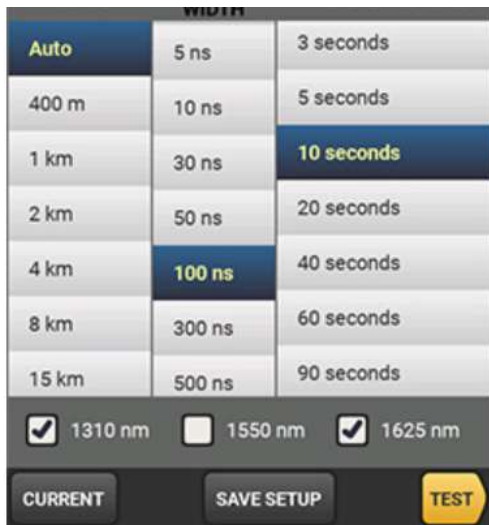 WIDTH
Auto
400 m
1 km
2 km
4 km
8 km
15 km
5 ns
10 ns
30 ns
50 ns
100 ns
300 ns
500 ns
3 seconds
5 seconds
10 seconds
20 seconds
40 seconds
60 seconds
90 seconds
1310 nm 1550 nm 1625 nm
CURRENT SAVE SETUP TEST